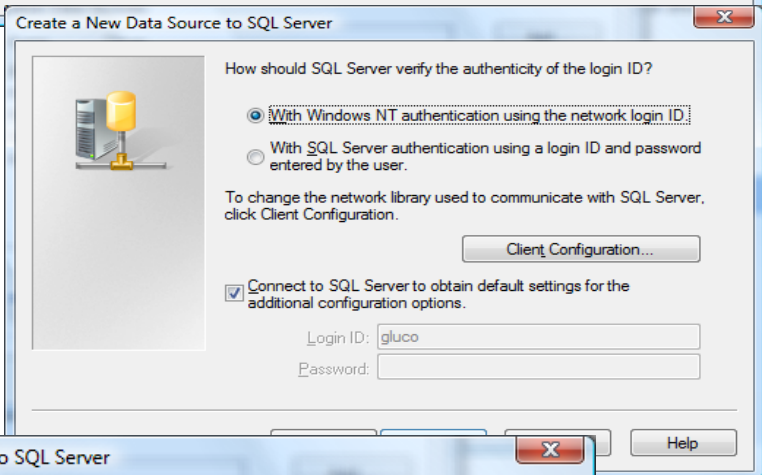 Create a New Data Source to SQL Server
How should SQL Server verify the authenticity of the login ID?
With Windows NT authentication using the network login ID.
With SQL Server authentication using a login ID and password
entered by the user.
To change the network library used to communicate with SQL Server,
click Client Configuration.
Client Configuration...
Connect to SQL Server to obtain default settings for the
additional configuration options.
Login ID: gluco
Password:
Help
o SQL Server